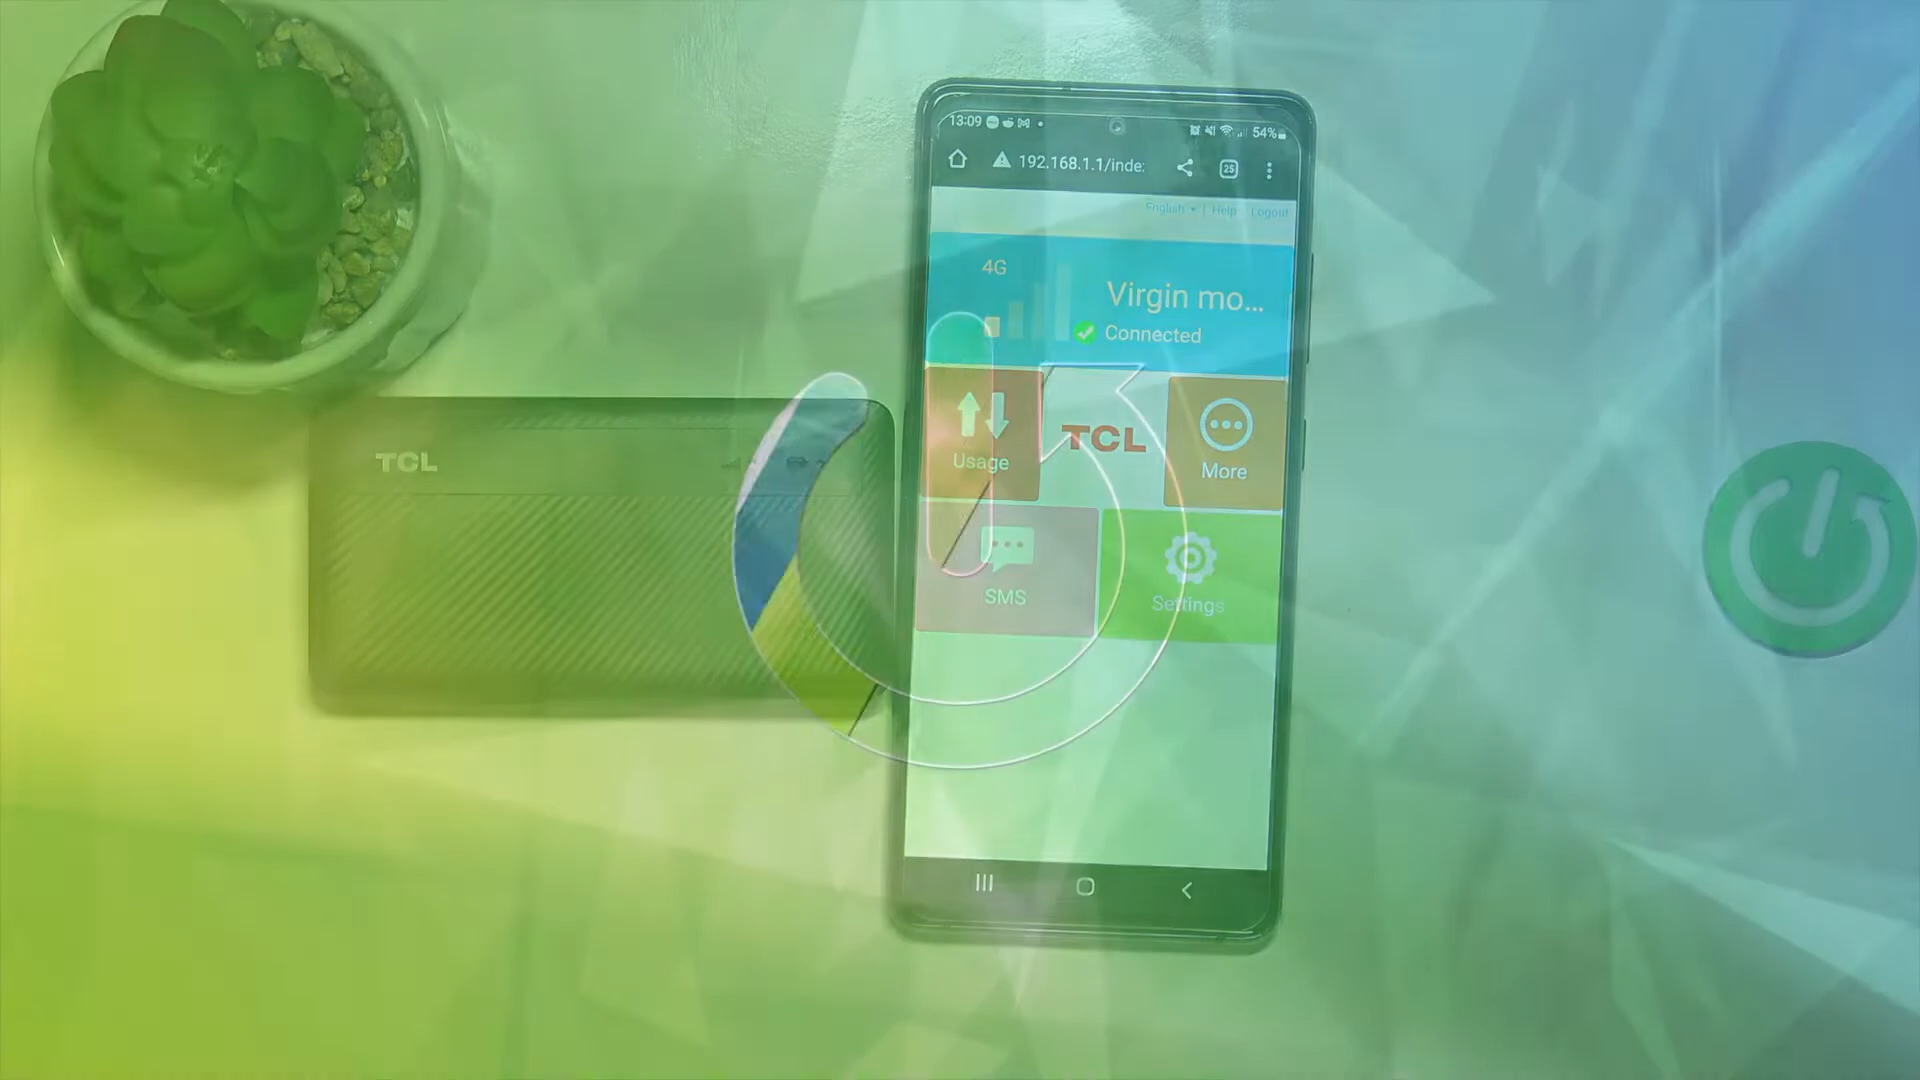 13:09 54%
192.168.1.1/inde:
English | Help Logout
4G
Virgin mo...
Connected
TCL
Usage
TCL
More
SMS
Settings
25